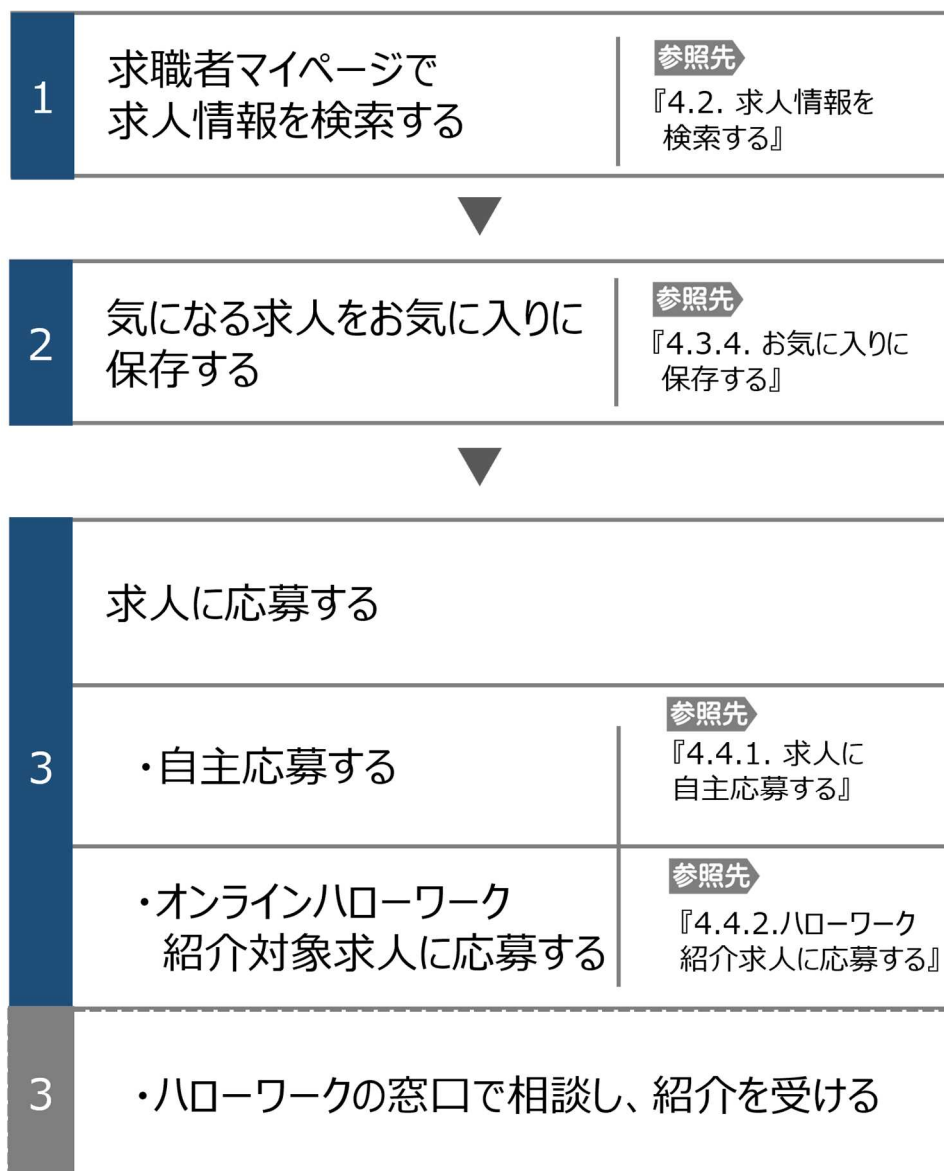 1
求職者マイページで
求人情報を検索する
参照先
『4.2. 求人情報を
検索する』
2
気になる求人をお気に入りに
保存する
参照先
『4.3.4. お気に入りに
保存する』
3
求人に応募する
・自主応募する
参照先
『4.4.1. 求人に
自主応募する』
・オンラインハローワーク
紹介対象求人に応募する
参照先
『4.4.2.ハローワーク
紹介求人に応募する』
3
・ハローワークの窓口で相談し、紹介を受ける